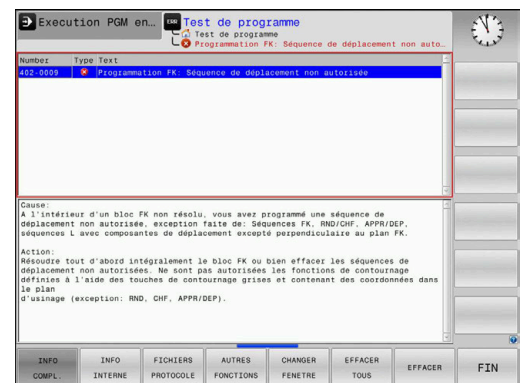 Execution PGM en...
ERR Test de programme
Test de programme
Programmation FK: Séquence de déplacement non auto…
Number Type Text
402-0009 Programmation FK: Séquence de déplacement non autorisée
Cause:
A l'intérieur d'un bloc FK non résolu, vous avez programmé une séquence de
déplacement non autorisée, exception faite de: Séquences FK, RND/CHF, APPR/DEP,
séquences L avec composantes de déplacement excepté perpendiculaire au plan FK.
Action:
Résoudre tout d'abord intégralement le bloc FK ou bien effacer les séquences de
déplacement non autorisées. Ne sont pas autorisées les fonctions de contournage
définies à l'aide des touches de contournage grises et contenant des coordonnées dans
le plan
d'usinage (exception: RND, CHF, APPR/DEP).
INFO
COMPL.
INFO
INTERNE
FICHIERS
PROTOCOLE
AUTRES
FONCTIONS
CHANGER
FENETRE
EFFACER
TOUS
EFFACER
FIN